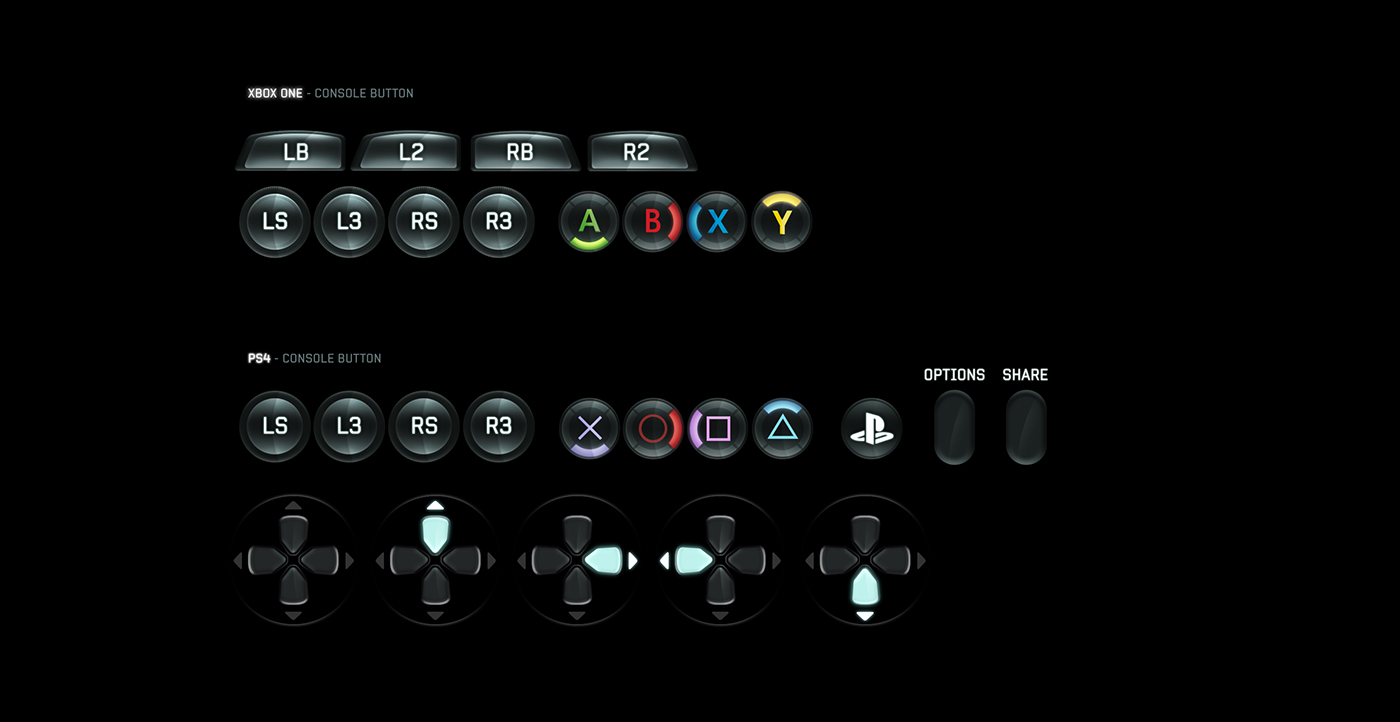 XBOX ONE - CONSOLE BUTTON
LB L2 RB R2
LS L3 RS R3 A B X Y
PS4 - CONSOLE BUTTON
OPTIONS SHARE
LS L3 RS R3